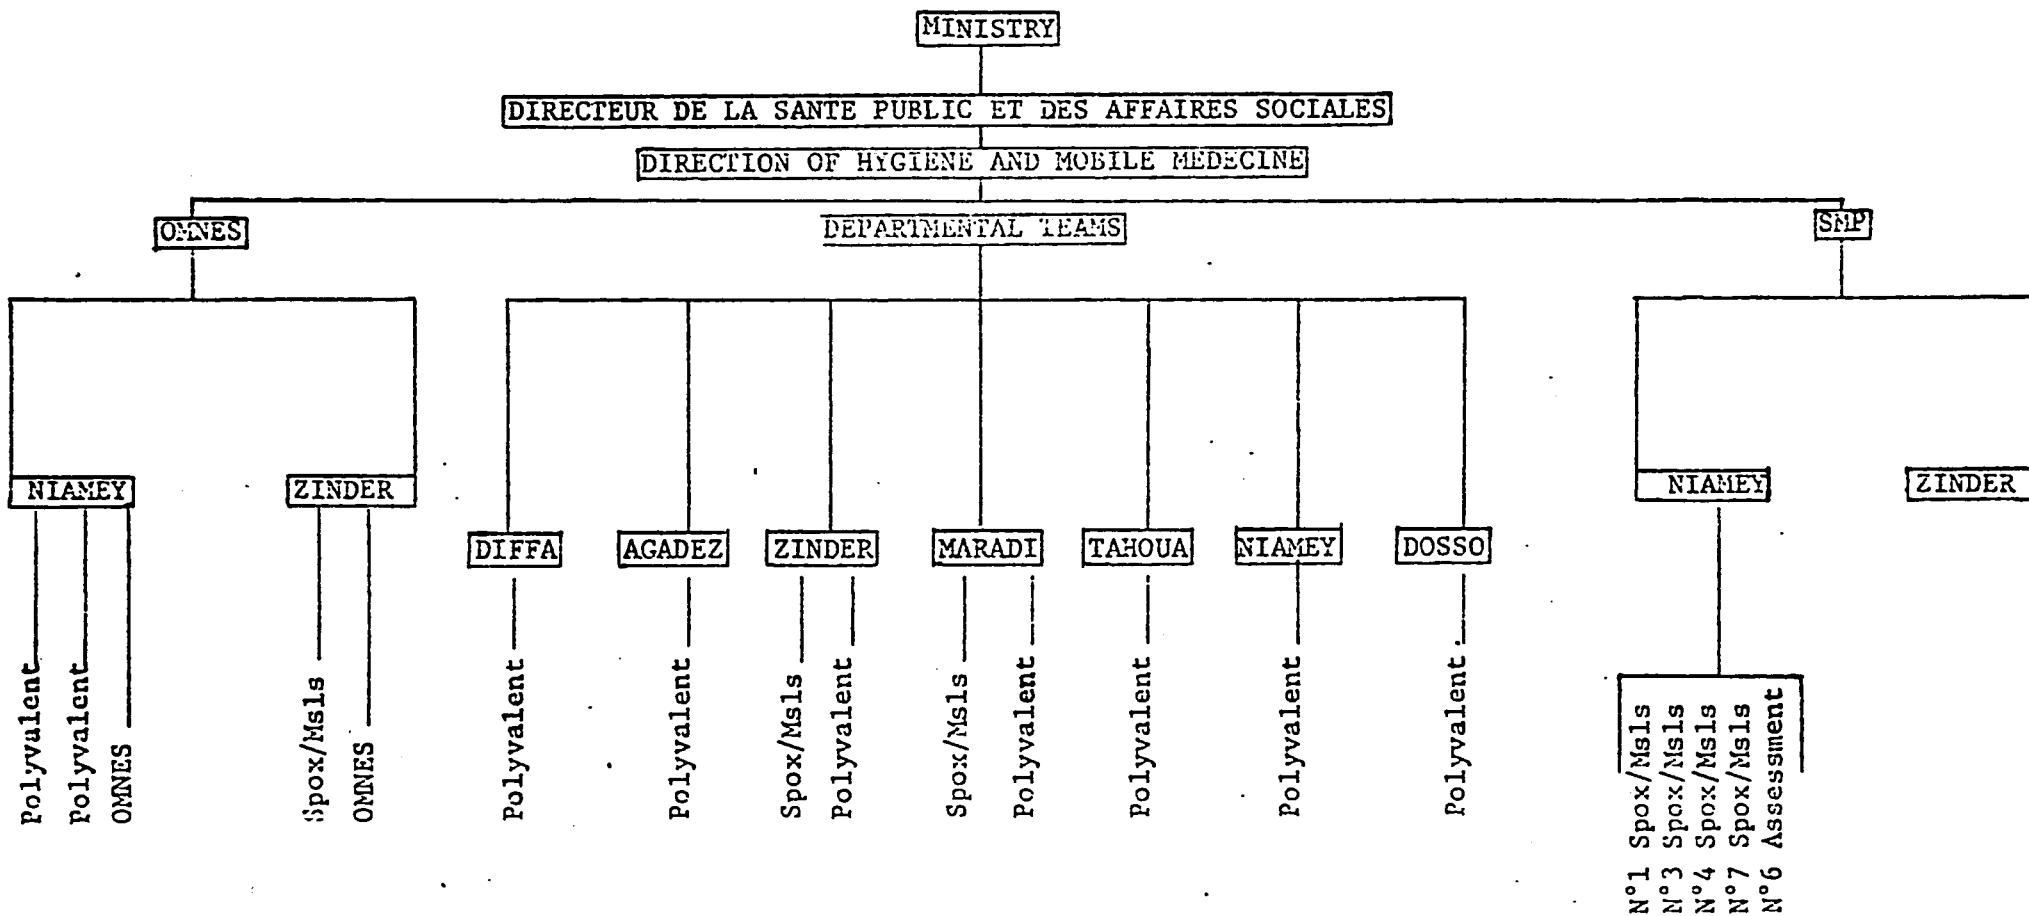 MINISTRY
DIRECTEUR DE LA SANTE PUBLIC ET DES AFFAIRES SOCIALES
DIRECTION OF HYGIENE AND MOBILE MEDECINE
OMNES
DEPARTMENTAL TEAMS
SMP
NIAMEY
ZINDER
NIAMEY
ZINDER
DIFFA
AGADEZ
ZINDER
MARADI
TAHOUA
NIAMEY
DOSSO
Polyvalent
Polyvalent
OMNES
Spox/Msls
OMNES
Polyvalent
Polyvalent
Spox/Msls
Polyvalent
Spox/Msls
Polyvalent
Polyvalent
Polyvalent
Polyvalent
N°1 Spox/Msls
N°3 Spox/Msls
N°4 Spox/Msls
N°7 Spox/Msls
N°6 Assessment